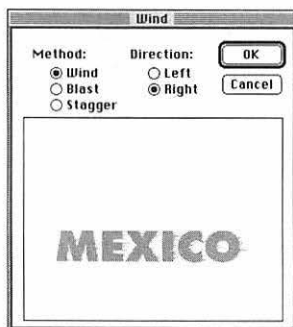 Wind
Method: Direction: OK
Wind Left
Blast Right Cancel
Stagger
MEXICO